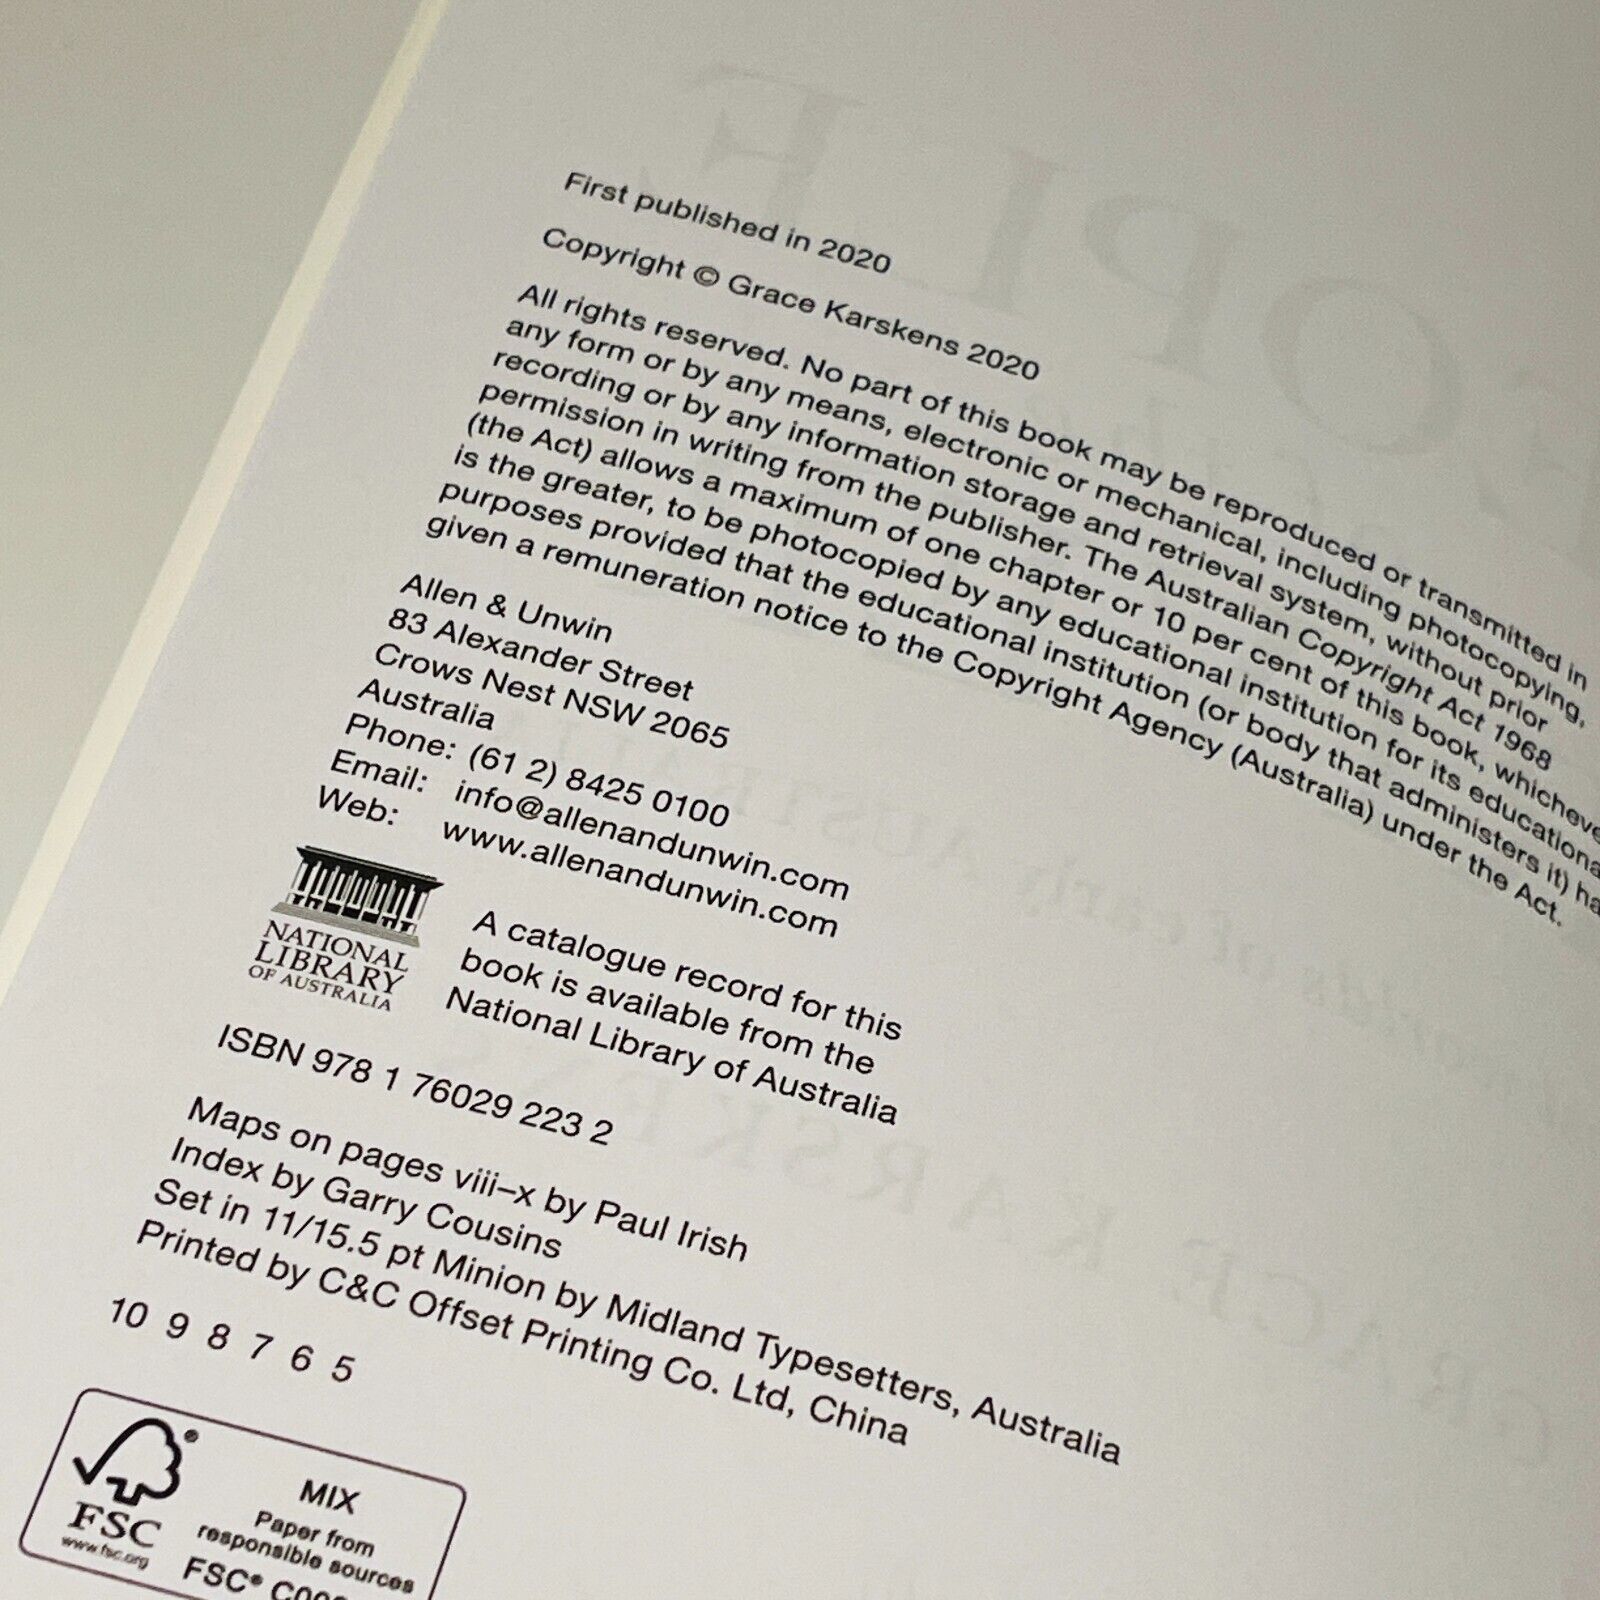 First published in 2020
Copyright © Grace Karskens 2020
All rights reserved. No part of this book may be reproduced or transmitted in
any form or by any means, electronic or mechanical, including photocopying,
recording or by any information storage and retrieval system, without prior
permission in writing from the publisher. The Australian Copyright Act 1968
(the Act) allows a maximum of one chapter or 10 per cent of this book, whicheve
is the greater, to be photocopied by any educational institution for its educationa
purposes provided that the educational institution (or body that administers it) ha
given a remuneration notice to the Copyright Agency (Australia) under the Act.
Allen & Unwin
83 Alexander Street
Crows Nest NSW 2065
Australia
Phone: (61 2) 8425 0100
Email: info@allenandunwin.com
Web: www.allenandunwin.com
NATIONAL
LIBRARY
OF AUSTRALIA
A catalogue record for this
book is available from the
National Library of Australia
ISBN 978 1 76029 223 2
Maps on pages viii–x by Paul Irish
Index by Garry Cousins
Set in 11/15.5 pt Minion by Midland Typesetters, Australia
Printed by C&C Offset Printing Co. Ltd, China
10 9 8 7 6 5
FSC
www.fsc.org
MIX
Paper from
responsible sources
FSC®